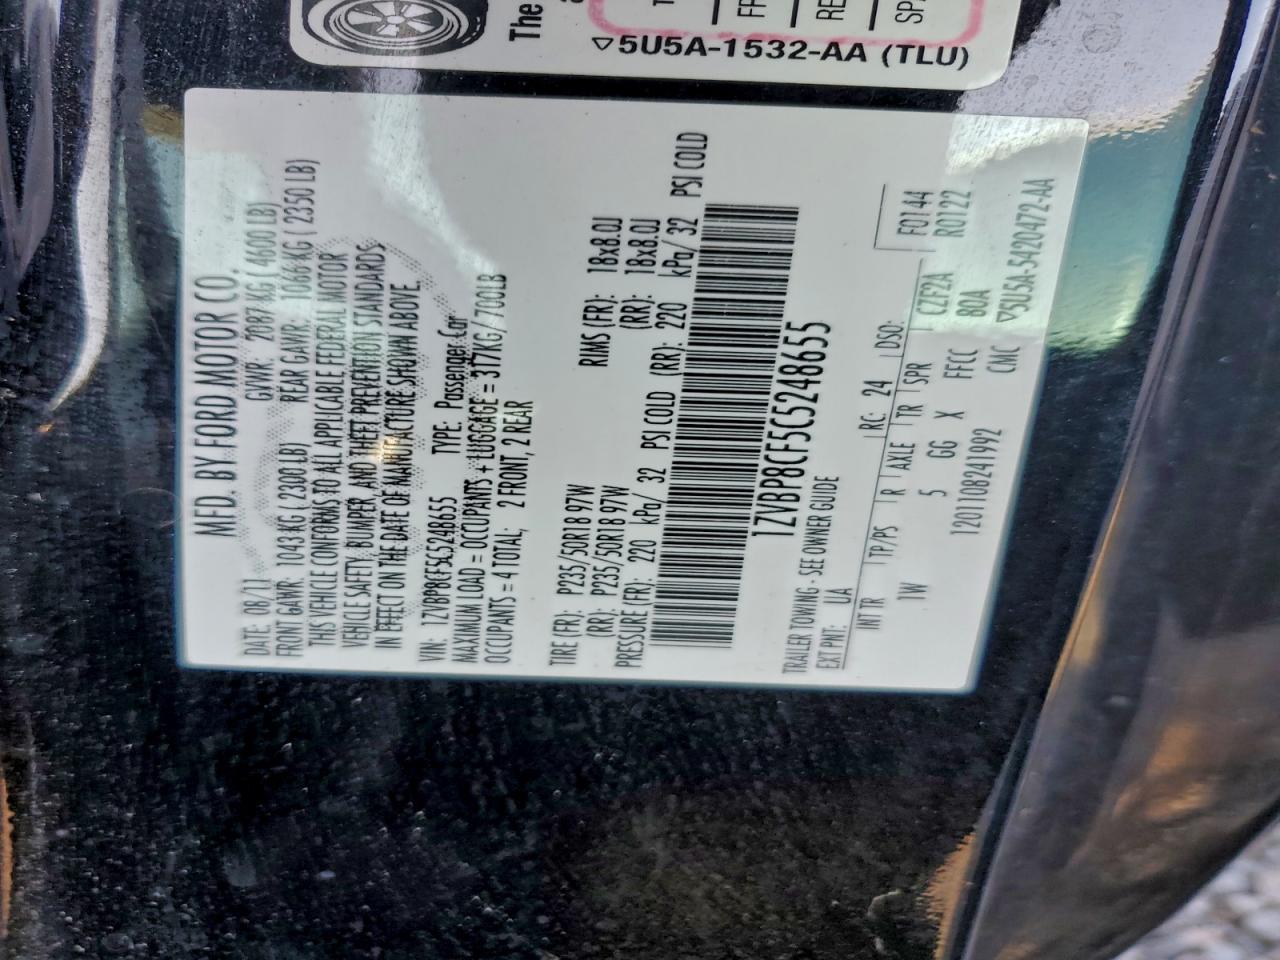 The
5U5A-1532-AA (TLU)
MFD. BY FORD MOTOR CO.
DATE: 08/11 GVWR: 2087 KG ( 4600 LB)
FRONT GAWR: 1043 KG ( 2300 LB) REAR GAWR: 1066 KG ( 2350 LB)
THIS VEHICLE CONFORMS TO ALL APPLICABLE FEDERAL MOTOR
VEHICLE SAFETY, BUMPER, AND THEFT PREVENTION STANDARDS
IN EFFECT ON THE DATE OF MANUFACTURE SHOWN ABOVE.
VIN: 1ZVBP8CF5C5248655 TYPE: Passenger Car
MAXIMUM LOAD = OCCUPANTS + LUGGAGE = 317KG/700LB
OCCUPANTS = 4 TOTAL; 2 FRONT, 2 REAR
TIRE (FR): P235/50R18 97W RIMS (FR): 18x8.0J
(RR): P235/50R18 97W (RR): 18x8.0J
PRESSURE (FR): 220 kPa/ 32 PSI COLD (RR): 220 kPa/ 32 PSI COLD
1ZVBP8CF5C5248655
TRAILER TOWING - SEE OWNER GUIDE
EXT PNT: UA RC: 24 DSO: F0144
INT TR TP/PS R AXLE TR SPR CZF2A R0122
1W 5 GG X FFCC B0A
12011082419​92 CMC 5U5A-5420472-AA